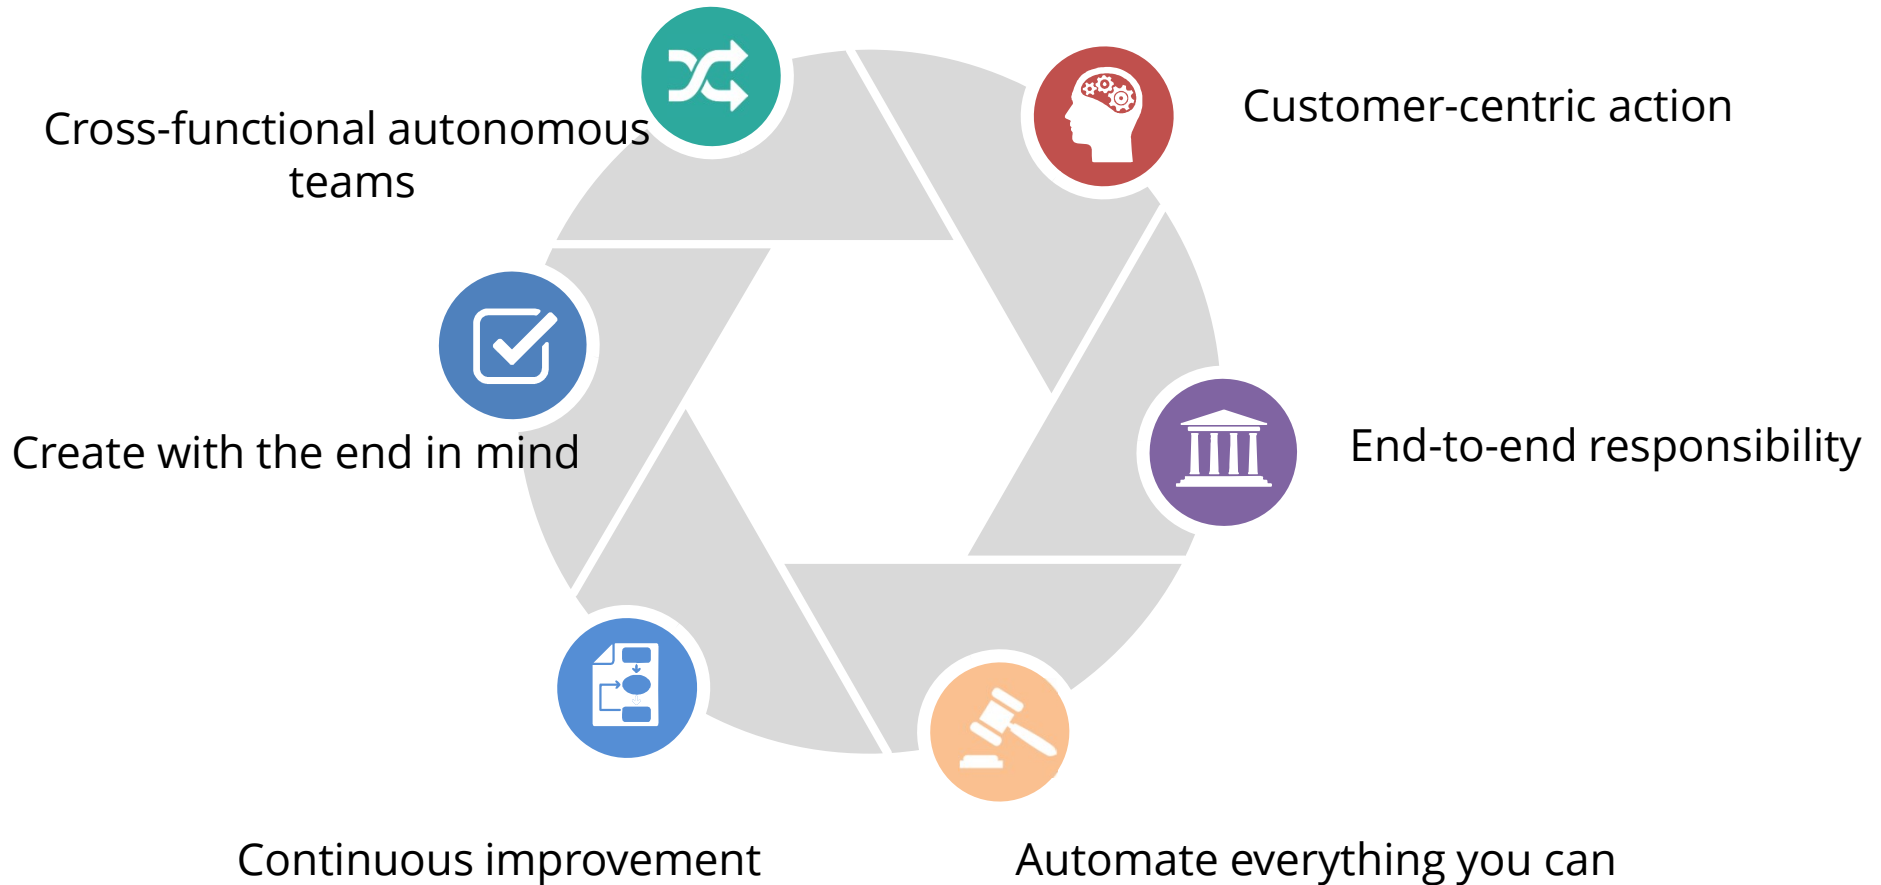 Cross-functional autonomous
teams
Customer-centric action
Create with the end in mind
End-to-end responsibility
Continuous improvement
Automate everything you can